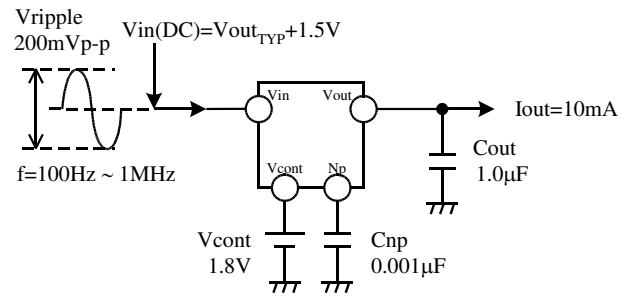 Vripple
200mVp-p
Vin(DC)=VoutTYP+1.5V
f=100Hz ~ 1MHz
Vin
Vout
Vcont
Np
Iout=10mA
Cout
1.0μF
Vcont
1.8V
Cnp
0.001μF